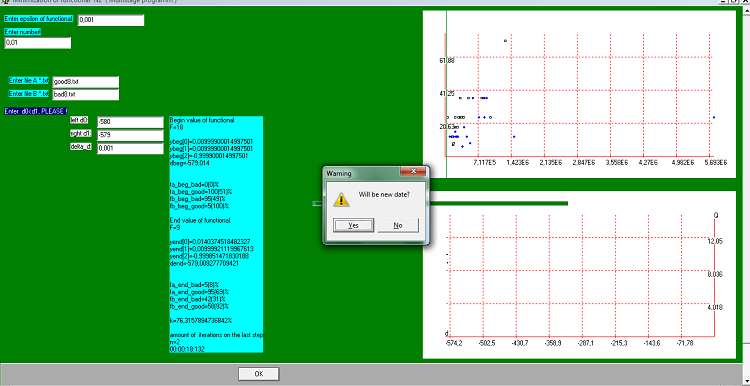 Minimization of functional N2 ( Multistage programm )
Enter epsilon of functional
0,001
Enter number
0,01
Enter file A *.txt
good8.txt
Enter file B *.txt
bad8.txt
Enter d0<d1, PLEASE !
left d0:
-580
right d1:
-579
delta_d:
0,001
Begin value of functional
F=18
ybeg[0]=0,00999900014997501
ybeg[1]=0,00999900014997501
ybeg[2]=-0,999900014997501
dbeg=-579,014
fa_beg_bad=0[0]%
fa_beg_good=100[51]%
fb_beg_bad=95[49]%
fb_beg_good=5[100]%
End value of functional
F=9
yend[0]=0,0140374518482327
yend[1]=0,00999921119967613
yend[2]=-0,999851471830188
dend=-579,009277709421
fa_end_bad=5[8]%
fa_end_good=95[69]%
fb_end_bad=42[31]%
fb_end_good=58[92]%
k=76,3157894736842%
amount of iterations on the last step
n=2
00:00:18:132
61,88
41,25
20,63
7,117E5
1,423E6
2,135E6
2,847E6
3,558E6
4,27E6
4,982E6
5,693E6
Warning
Will be new date?
Yes
No
Q
12,05
8,036
4,018
d
-574,2
-502,5
-430,7
-358,9
-287,1
-215,3
-143,6
-71,78
OK